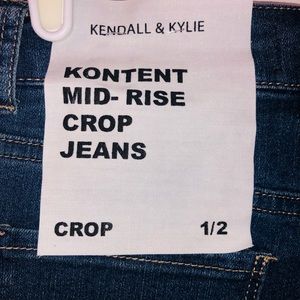 KENDALL & KYLIE
KONTENT
MID- RISE
CROP
JEANS
CROP 1/2